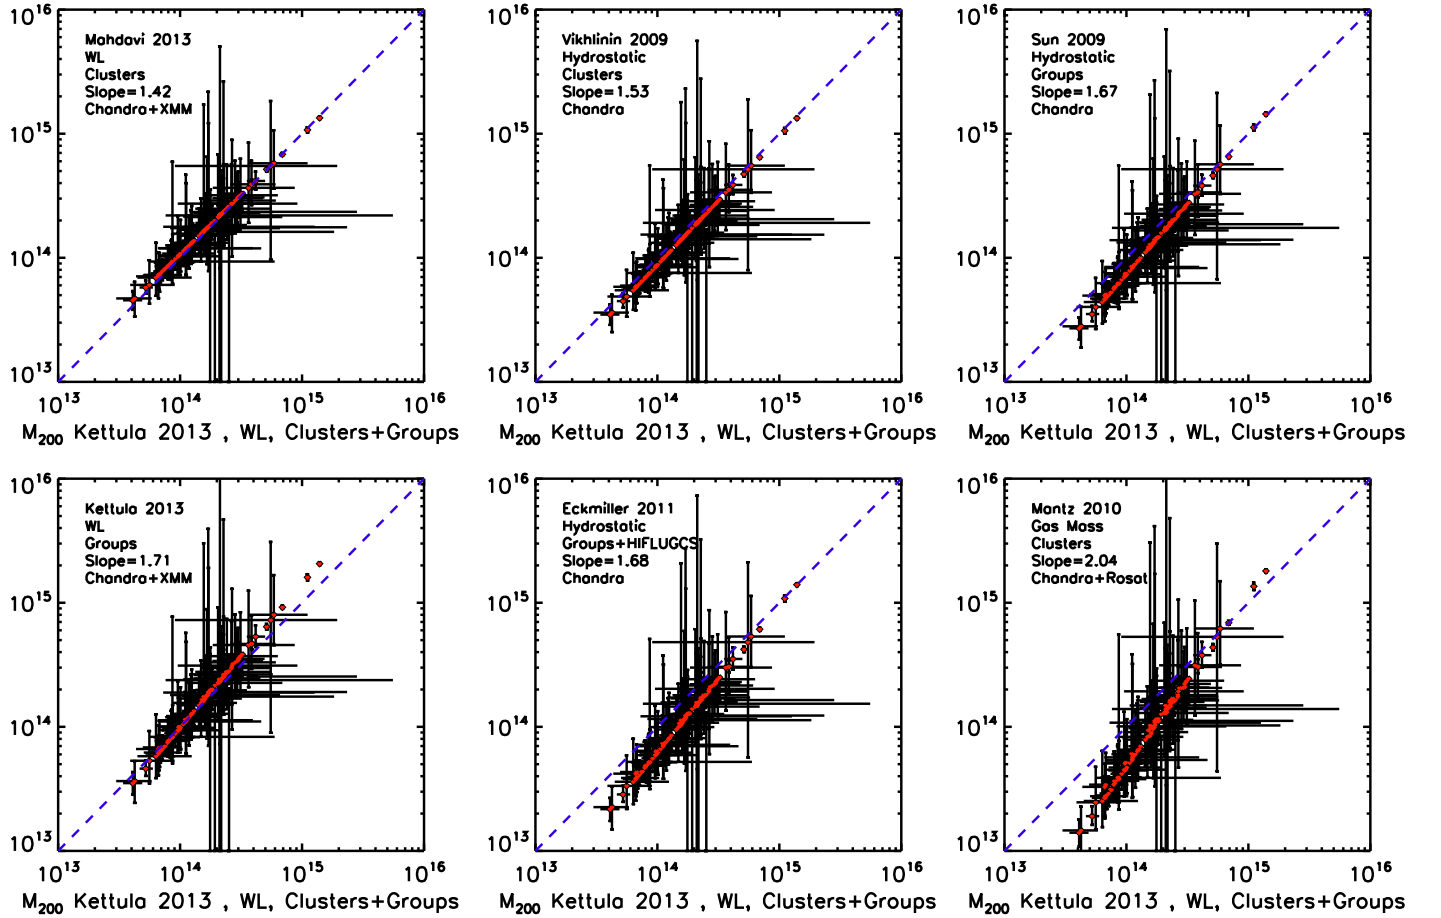 10^16
10^15
10^14
10^13
Mahdavi 2013
WL
Clusters
Slope=1.42
Chandra+XMM
10^13 10^14 10^15 10^16
M_200 Kettula 2013 , WL, Clusters+Groups
10^16
10^15
10^14
10^13
Vikhlinin 2009
Hydrostatic
Clusters
Slope=1.53
Chandra
10^13 10^14 10^15 10^16
M_200 Kettula 2013 , WL, Clusters+Groups
10^16
10^15
10^14
10^13
Sun 2009
Hydrostatic
Groups
Slope=1.67
Chandra
10^13 10^14 10^15 10^16
M_200 Kettula 2013 , WL, Clusters+Groups
10^16
10^15
10^14
10^13
Kettula 2013
WL
Groups
Slope=1.71
Chandra+XMM
10^13 10^14 10^15 10^16
M_200 Kettula 2013 , WL, Clusters+Groups
10^16
10^15
10^14
10^13
Eckmiller 2011
Hydrostatic
Groups+HIFLUGCS
Slope=1.68
Chandra
10^13 10^14 10^15 10^16
M_200 Kettula 2013 , WL, Clusters+Groups
10^16
10^15
10^14
10^13
Mantz 2010
Gas Mass
Clusters
Slope=2.04
Chandra+Rosat
10^13 10^14 10^15 10^16
M_200 Kettula 2013 , WL, Clusters+Groups